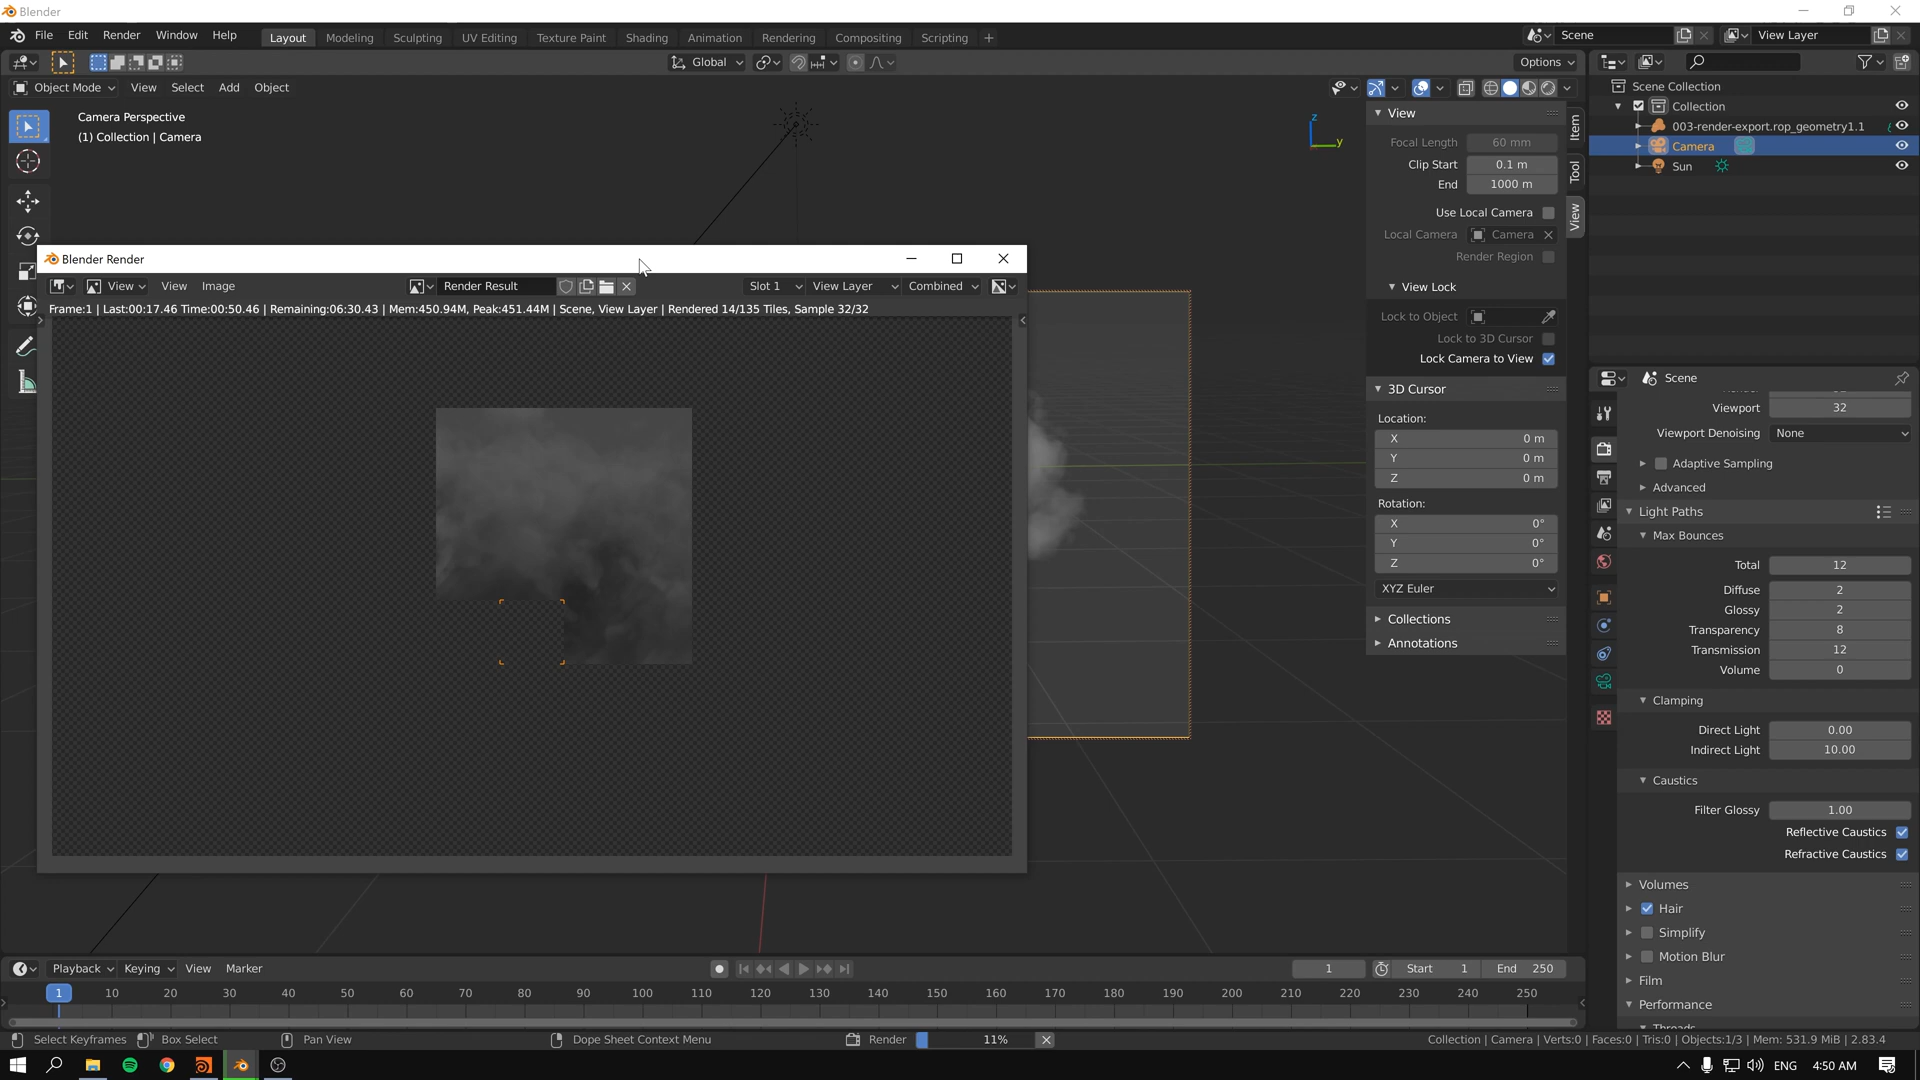 Blender
File Edit Render Window Help
Layout Modeling Sculpting UV Editing Texture Paint Shading Animation Rendering Compositing Scripting +
Scene
View Layer
Global
Options
Object Mode View Select Add Object
Camera Perspective
(1) Collection | Camera
z
y
View
Focal Length 60 mm
Clip Start 0.1 m
End 1000 m
Use Local Camera
Local Camera Camera
Render Region
View Lock
Lock to Object
Lock to 3D Cursor
Lock Camera to View
3D Cursor
Location:
X 0 m
Y 0 m
Z 0 m
Rotation:
X 0°
Y 0°
Z 0°
XYZ Euler
Collections
Annotations
Item
Tool
View
Scene Collection
Collection
003-render-export.rop_geometry1.1
Camera
Sun
Blender Render
View View Image
Render Result
Slot 1
View Layer
Combined
Frame:1 | Last:00:17.46 Time:00:50.46 | Remaining:06:30.43 | Mem:450.94M, Peak:451.44M | Scene, View Layer | Rendered 14/135 Tiles, Sample 32/32
Scene
Viewport 32
Viewport Denoising None
Adaptive Sampling
Advanced
Light Paths
Max Bounces
Total 12
Diffuse 2
Glossy 2
Transparency 8
Transmission 12
Volume 0
Clamping
Direct Light 0.00
Indirect Light 10.00
Caustics
Filter Glossy 1.00
Reflective Caustics
Refractive Caustics
Volumes
Hair
Simplify
Motion Blur
Film
Performance
Playback Keying View Marker
1
Start 1
End 250
1 10 20 30 40 50 60 70 80 90 100 110 120 130 140 150 160 170 180 190 200 210 220 230 240 250
Select Keyframes Box Select Pan View Dope Sheet Context Menu Render 11%
Collection | Camera | Verts:0 | Faces:0 | Tris:0 | Objects:1/3 | Mem: 531.9 MiB | 2.83.4
ENG
4:50 AM